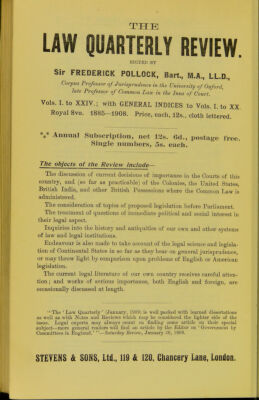 THE
LAW QUARTERLY REVIEW.
EDITED BY
Sir FREDERICK POLLOCK, Bart., M.A., LL.D.,
Corpus Professor of Jurisprudence in the University of Oxford,
late Professor of Common Law in the Inns of Court.
Vols. I. to XXIV.; with GENERAL INDICES to Vols. I. to XX.
Royal 8vo. 1885—1908. Price, each, 12s., cloth lettered.
*** Annual Subscription, net 12s. 6d., postage free.
Single numbers, 5s. each.
The objects of the Review include—
The discussion of current decisions of importance in the Courts of
this country, and (so far as practicable) of the Colonies, the United States,
British India, and other British Possessions where the Common Law is
administered.
The consideration of topics of proposed legislation before Parliament.
The treatment of questions of immediate political and social interest in
their legal aspect.
Inquiries into the history and antiquities of our own and other systems
of law and legal institutions.
Endeavour is also made to take account of the legal science and legisla-
tion of Continental States in so far as they bear on general jurisprudence,
or may throw light by comparison upon problems of English or American
legislation.
The current legal literature of our own country receives careful atten-
tion; and works of serious importance, both English and foreign, are
occasionally discussed at length.
"The 'Law Quarterly' (January, 1909) is well packed with learned dissertations
as well as with Notes and Reviews which may be considered the lighter side of the
issue. Legal experts may always count on finding some article on their special
subject—more general readers will find an article by the Editor on 'Government by
Committees in England.'"—Saturday Review, January 30, 1909.
STEVENS & SONS, Ltd., 119 & 120, Chancery Lane, London.